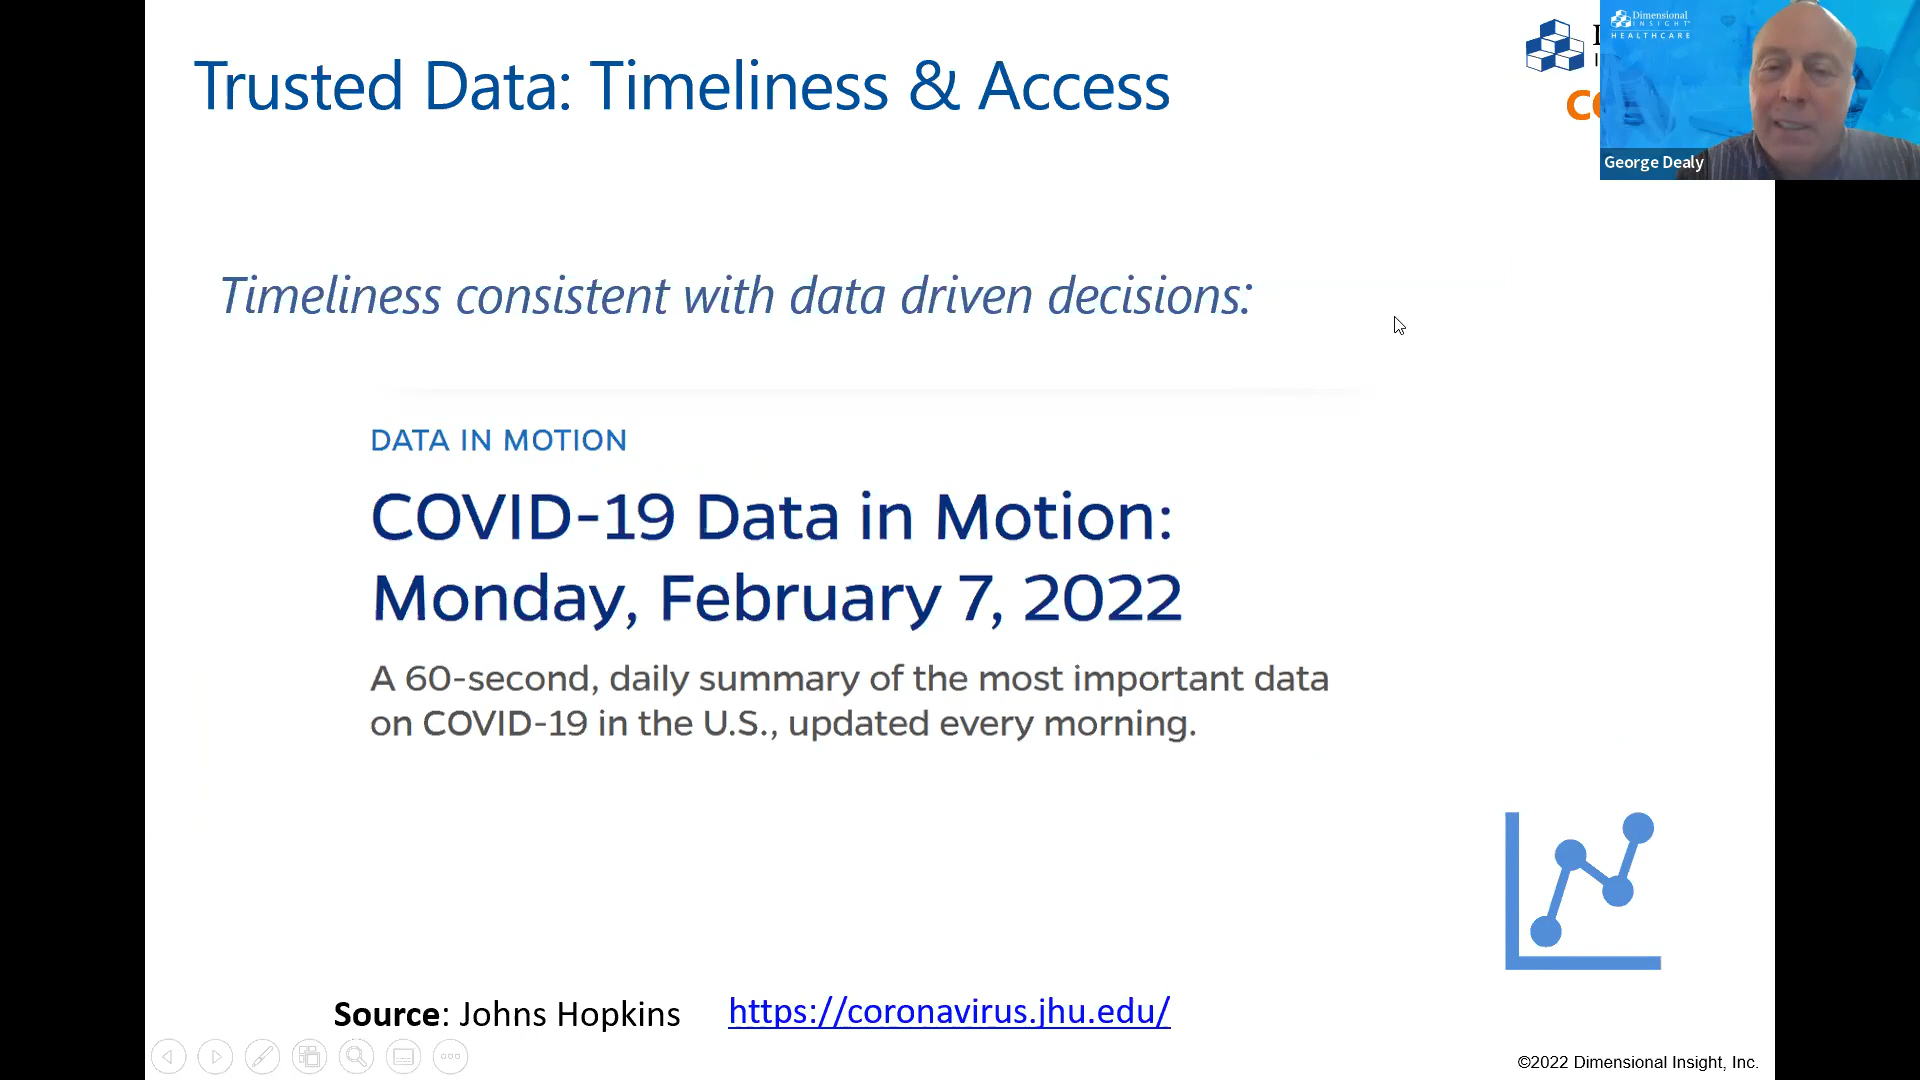 Trusted Data: Timeliness & Access
Dimensional
INSIGHT
HEALTHCARE
George Dealy
Timeliness consistent with data driven decisions:
DATA IN MOTION
COVID-19 Data in Motion:
Monday, February 7, 2022
A 60-second, daily summary of the most important data
on COVID-19 in the U.S., updated every morning.
Source: Johns Hopkins https://coronavirus.jhu.edu/
©2022 Dimensional Insight, Inc.